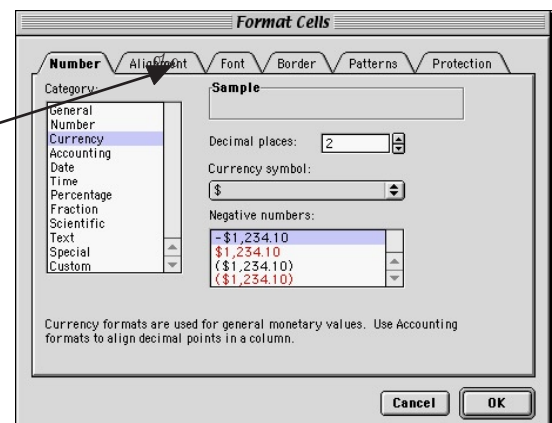 Format Cells
Number Alignment Font Border Patterns Protection
Category:
General
Number
Currency
Accounting
Date
Time
Percentage
Fraction
Scientific
Text
Special
Custom
Sample
Decimal places: 2
Currency symbol:
$
Negative numbers:
-$1,234.10
$1,234.10
($1,234.10)
($1,234.10)
Currency formats are used for general monetary values. Use Accounting
formats to align decimal points in a column.
Cancel OK